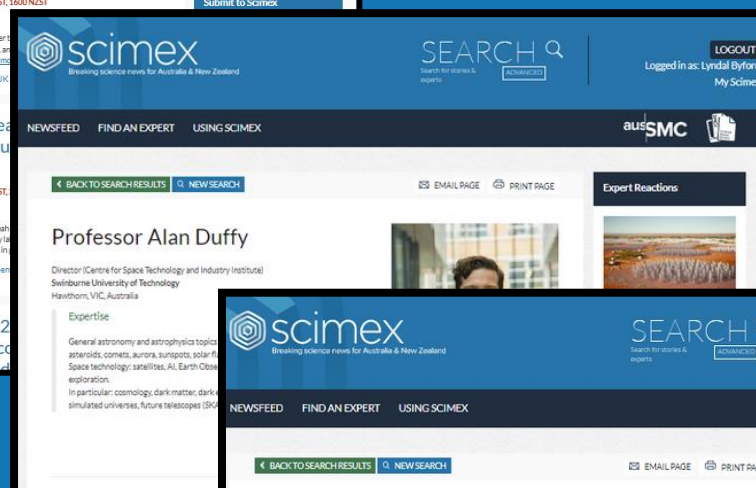 ST, 1600 NZST
Submit to Scimex
scimex
Breaking science news for Australia & New Zealand
SEARCH
Search for stories &
experts
ADVANCED
LOGOUT
Logged in as: Lyndal Byford
My Scimex
NEWSFEED FIND AN EXPERT USING SCIMEX
ausSMC
BACK TO SEARCH RESULTS NEW SEARCH
EMAIL PAGE PRINT PAGE
Expert Reactions
Professor Alan Duffy
Director (Centre for Space Technology and Industry Institute)
Swinburne University of Technology
Hawthorn, VIC, Australia
Expertise
General astronomy and astrophysics topics
asteroids, comets, aurora, sunspots, solar fl
Space technology: satellites, AI, Earth Obse
exploration.
In particular: cosmology, dark matter, dark e
simulated universes, future telescopes (SKA
scimex
Breaking science news for Australia & New Zealand
SEARCH
Search for stories &
experts
ADVANCED
NEWSFEED FIND AN EXPERT USING SCIMEX
BACK TO SEARCH RESULTS NEW SEARCH
EMAIL PAGE PRINT PA